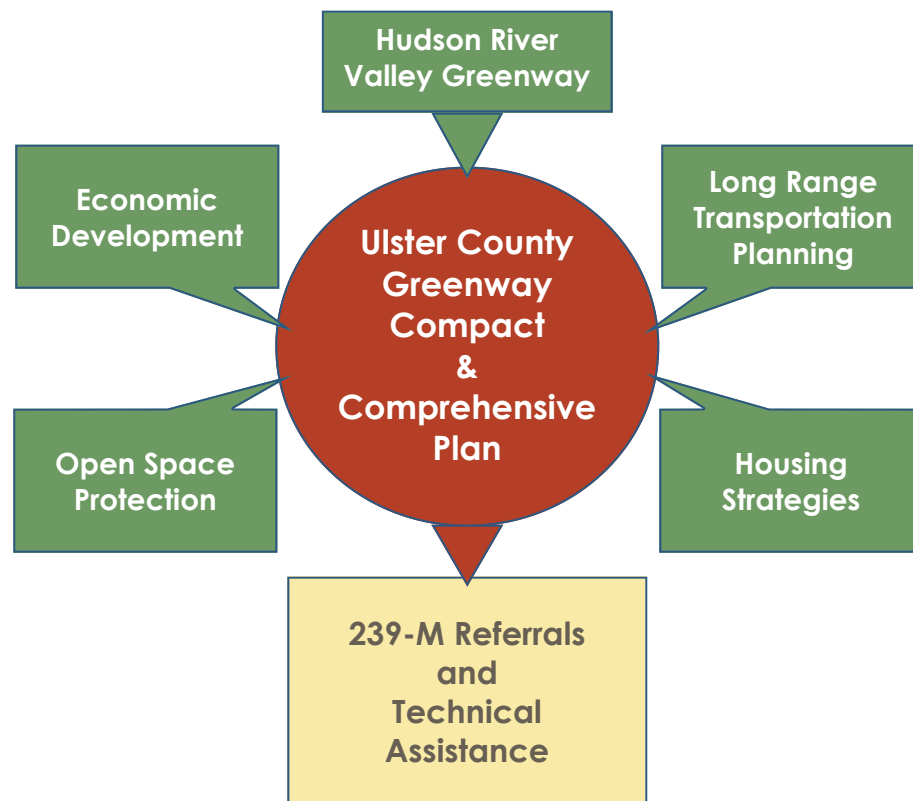 Hudson River
Valley Greenway
Economic
Development
Long Range
Transportation
Planning
Ulster County
Greenway
Compact
&
Comprehensive
Plan
Open Space
Protection
Housing
Strategies
239-M Referrals
and
Technical
Assistance